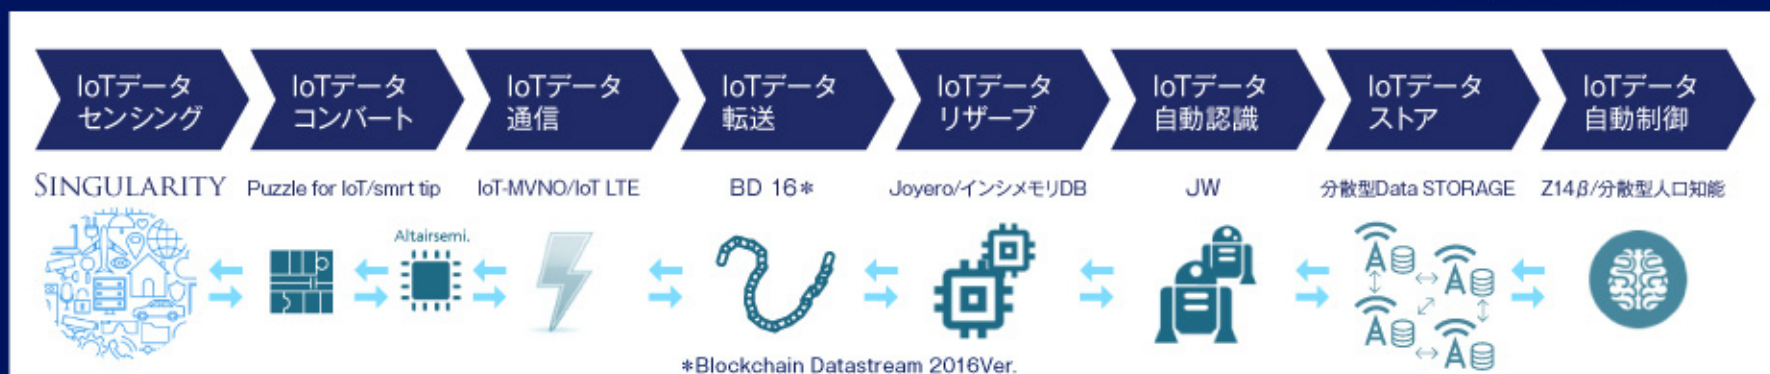 IoTデータ
センシング
IoTデータ
コンバート
IoTデータ
通信
IoTデータ
転送
IoTデータ
リザーブ
IoTデータ
自動認識
IoTデータ
ストア
IoTデータ
自動制御
SINGULARITY
Puzzle for IoT/smrt tip
IoT-MVNO/IoT LTE
BD 16*
Joyero/インシメモリDB
JW
分散型Data STORAGE
Z14β/分散型人口知能
Altairsemi.
*Blockchain Datastream 2016Ver.